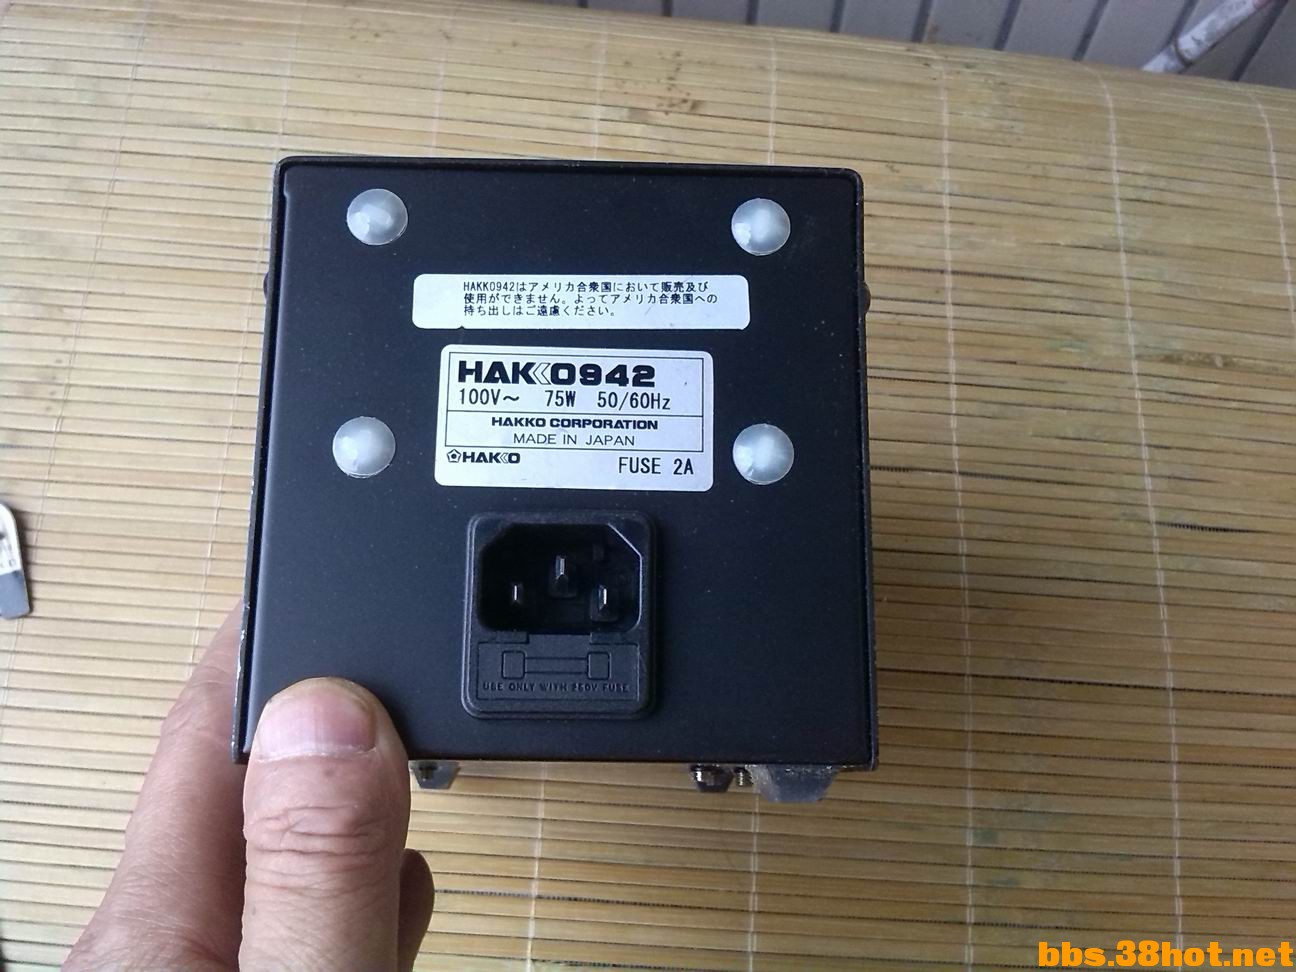 HAKKO942はアメリカ合衆国において販売及び
使用ができません。よってアメリカ合衆国への
持ち出しはご遠慮ください。
HAKKO942
100V～ 75W 50/60Hz
HAKKO CORPORATION
MADE IN JAPAN
HAKKO FUSE 2A
USE ONLY WITH 250V FUSE
bbs.38hot.net